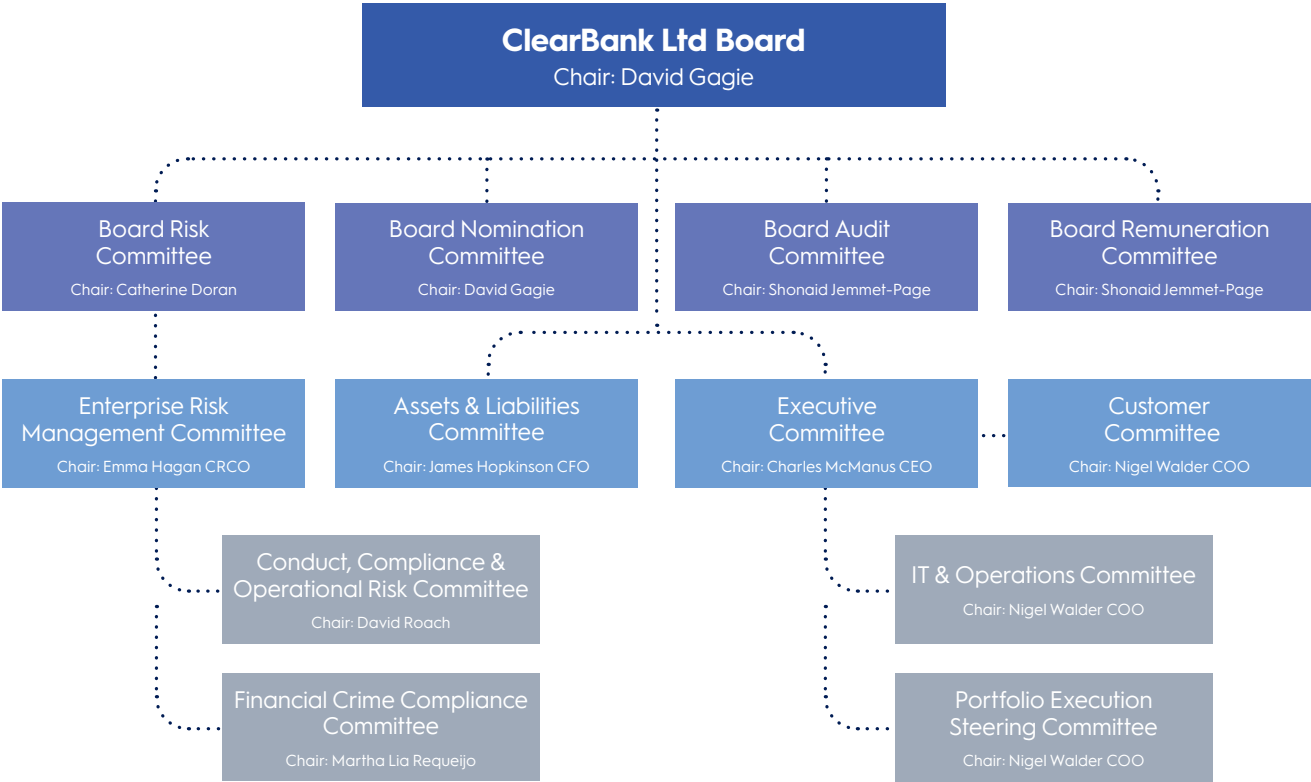 ClearBank Ltd Board
Chair: David Gagie
Board Risk
Committee
Chair: Catherine Doran
Board Nomination
Committee
Chair: David Gagie
Board Audit
Committee
Chair: Shonaid Jemmet-Page
Board Remuneration
Committee
Chair: Shonaid Jemmet-Page
Enterprise Risk
Management Committee
Chair: Emma Hagan CRCO
Assets & Liabilities
Committee
Chair: James Hopkinson CFO
Executive
Committee
Chair: Charles McManus CEO
Customer
Committee
Chair: Nigel Walder COO
Conduct, Compliance &
Operational Risk Committee
Chair: David Roach
IT & Operations Committee
Chair: Nigel Walder COO
Financial Crime Compliance
Committee
Chair: Martha Lia Requeijo
Portfolio Execution
Steering Committee
Chair: Nigel Walder COO